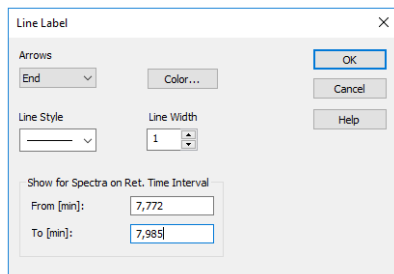 Line Label
Arrows
End
Color...
OK
Cancel
Help
Line Style
Line Width
1
Show for Spectra on Ret. Time Interval
From [min]:
7,772
To [min]:
7,985